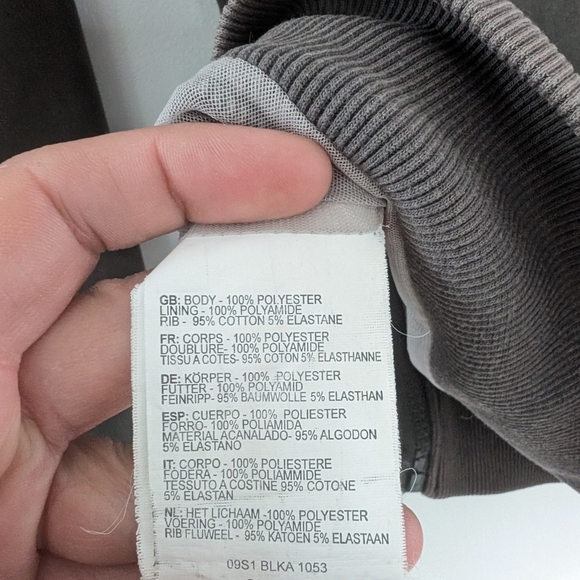 GB: BODY - 100% POLYESTER
LINING - 100% POLYAMIDE
RIB - 95% COTTON 5% ELASTANE
FR: CORPS - 100% POLYESTER
DOUBLURE- 100% POLYAMIDE
TISSU A COTES- 95% COTON 5% ELASTHANNE
DE: KÖRPER - 100% POLYESTER
FUTTER - 100% POLYAMID
FEINRIPP- 95% BAUMWOLLE 5% ELASTHAN
ESP: CUERPO - 100% POLIESTER
FORRO- 100% POLIAMIDA
MATERIAL ACANALADO- 95% ALGODON
5% ELASTANO
IT: CORPO - 100% POLIESTERE
FODERA - 100% POLIAMMIDE
TESSUTO A COSTINE 95% COTONE
5% ELASTAN
NL: HET LICHAAM -100% POLYESTER
VOERING - 100% POLYAMIDE
RIB FLUWEEL - 95% KATOEN 5% ELASTAAN
09S1 BLKA 1053